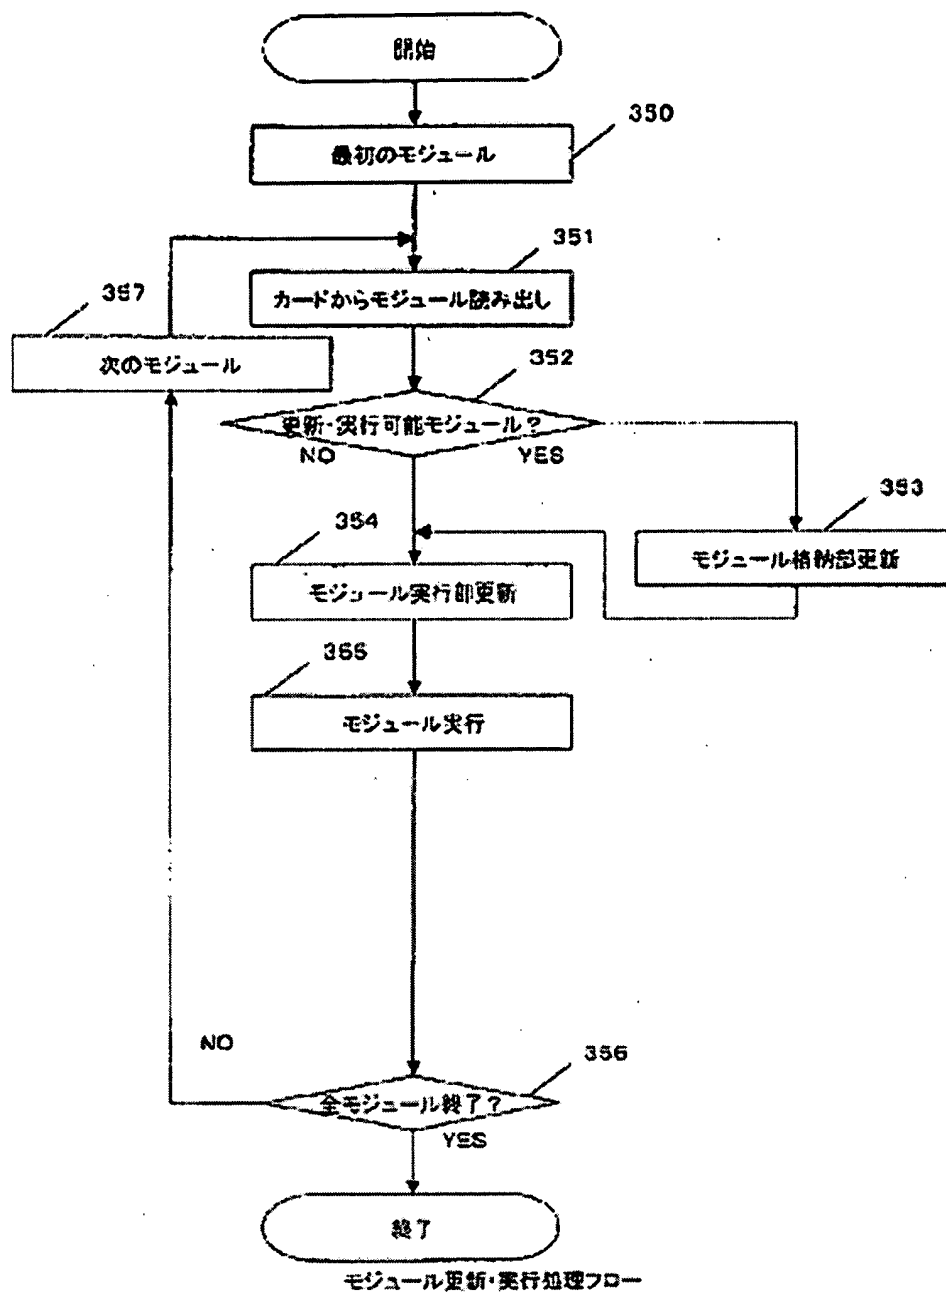 開始
350
最初のモジュール
351
カードからモジュール読み出し
357
次のモジュール
352
更新・実行可能モジュール？
NO
YES
353
モジュール格納部更新
354
モジュール実行部更新
355
モジュール実行
NO
356
全モジュール終了？
YES
終了
モジュール更新・実行処理フロー